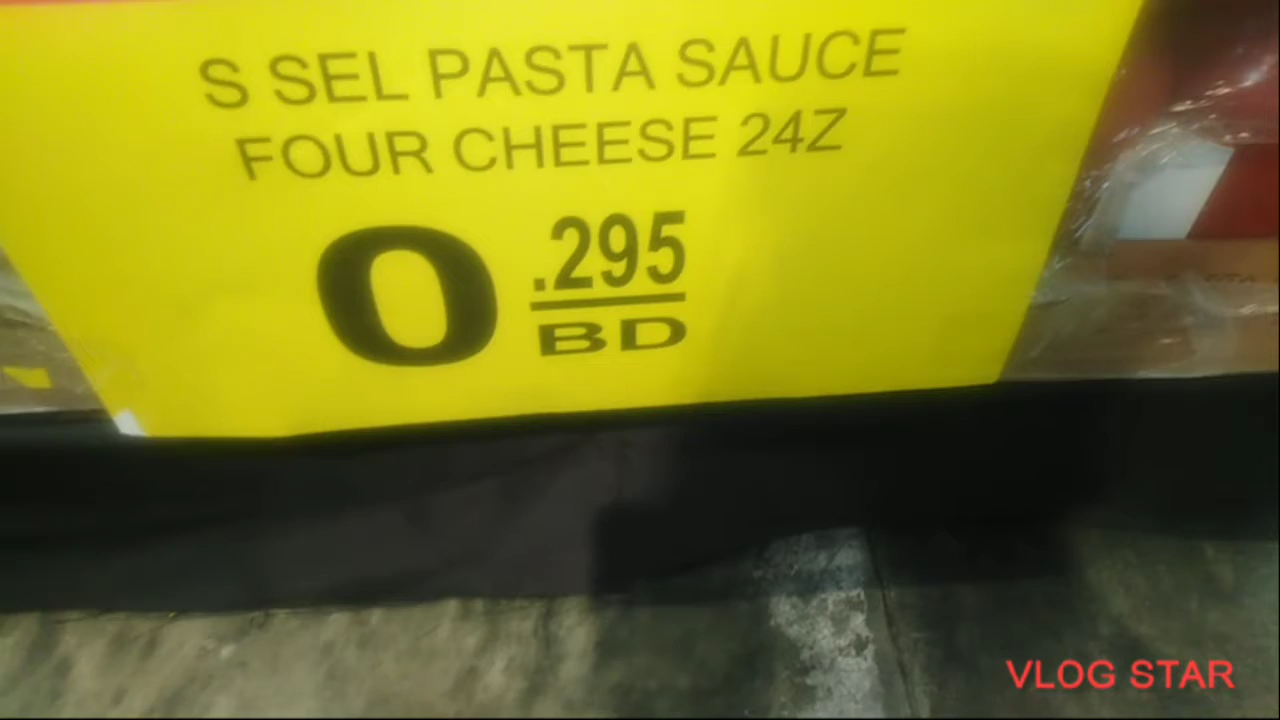 S SEL PASTA SAUCE
FOUR CHEESE 24Z
0 .295
BD
VLOG STAR